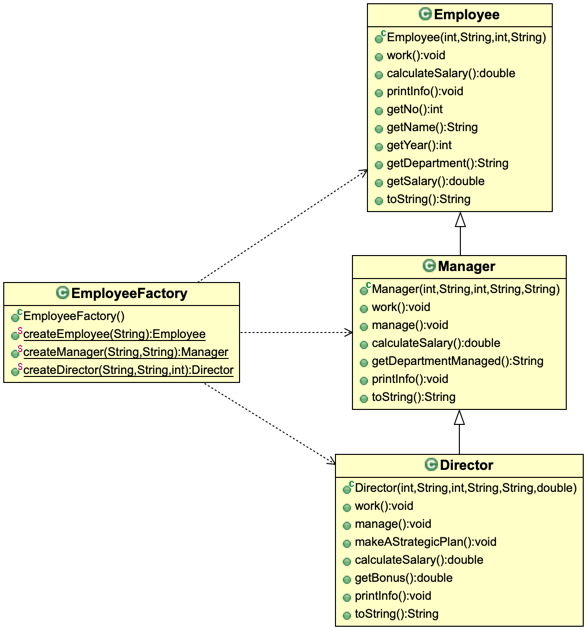 Employee
Employee(int,String,int,String)
work():void
calculateSalary():double
printInfo():void
getNo():int
getName():String
getYear():int
getDepartment():String
getSalary():double
toString():String
Manager
Manager(int,String,int,String,String)
work():void
manage():void
calculateSalary():double
getDepartmentManaged():String
printInfo():void
toString():String
EmployeeFactory
EmployeeFactory()
createEmployee(String):Employee
createManager(String,String):Manager
createDirector(String,String,int):Director
Director
Director(int,String,int,String,String,double)
work():void
manage():void
makeAStrategicPlan():void
calculateSalary():double
getBonus():double
printInfo():void
toString():String